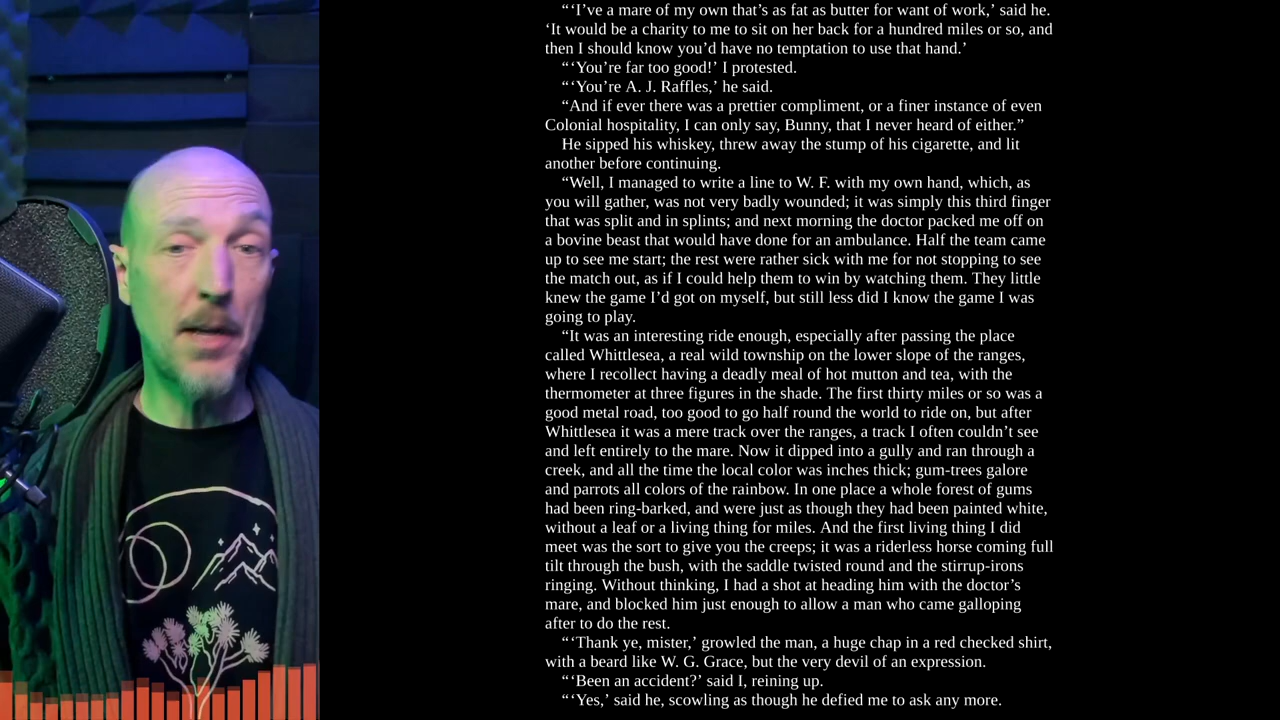 “‘I’ve a mare of my own that’s as fat as butter for want of work,’ said he.
‘It would be a charity to me to sit on her back for a hundred miles or so, and
then I should know you’d have no temptation to use that hand.’
“‘You’re far too good!’ I protested.
“‘You’re A. J. Raffles,’ he said.
“And if ever there was a prettier compliment, or a finer instance of even
Colonial hospitality, I can only say, Bunny, that I never heard of either.”
He sipped his whiskey, threw away the stump of his cigarette, and lit
another before continuing.
“Well, I managed to write a line to W. F. with my own hand, which, as
you will gather, was not very badly wounded; it was simply this third finger
that was split and in splints; and next morning the doctor packed me off on
a bovine beast that would have done for an ambulance. Half the team came
up to see me start; the rest were rather sick with me for not stopping to see
the match out, as if I could help them to win by watching them. They little
knew the game I’d got on myself, but still less did I know the game I was
going to play.
“It was an interesting ride enough, especially after passing the place
called Whittlesea, a real wild township on the lower slope of the ranges,
where I recollect having a deadly meal of hot mutton and tea, with the
thermometer at three figures in the shade. The first thirty miles or so was a
good metal road, too good to go half round the world to ride on, but after
Whittlesea it was a mere track over the ranges, a track I often couldn’t see
and left entirely to the mare. Now it dipped into a gully and ran through a
creek, and all the time the local color was inches thick; gum-trees galore
and parrots all colors of the rainbow. In one place a whole forest of gums
had been ring-barked, and were just as though they had been painted white,
without a leaf or a living thing for miles. And the first living thing I did
meet was the sort to give you the creeps; it was a riderless horse coming full
tilt through the bush, with the saddle twisted round and the stirrup-irons
ringing. Without thinking, I had a shot at heading him with the doctor’s
mare, and blocked him just enough to allow a man who came galloping
after to do the rest.
“‘Thank ye, mister,’ growled the man, a huge chap in a red checked shirt,
with a beard like W. G. Grace, but the very devil of an expression.
“‘Been an accident?’ said I, reining up.
“‘Yes,’ said he, scowling as though he defied me to ask any more.